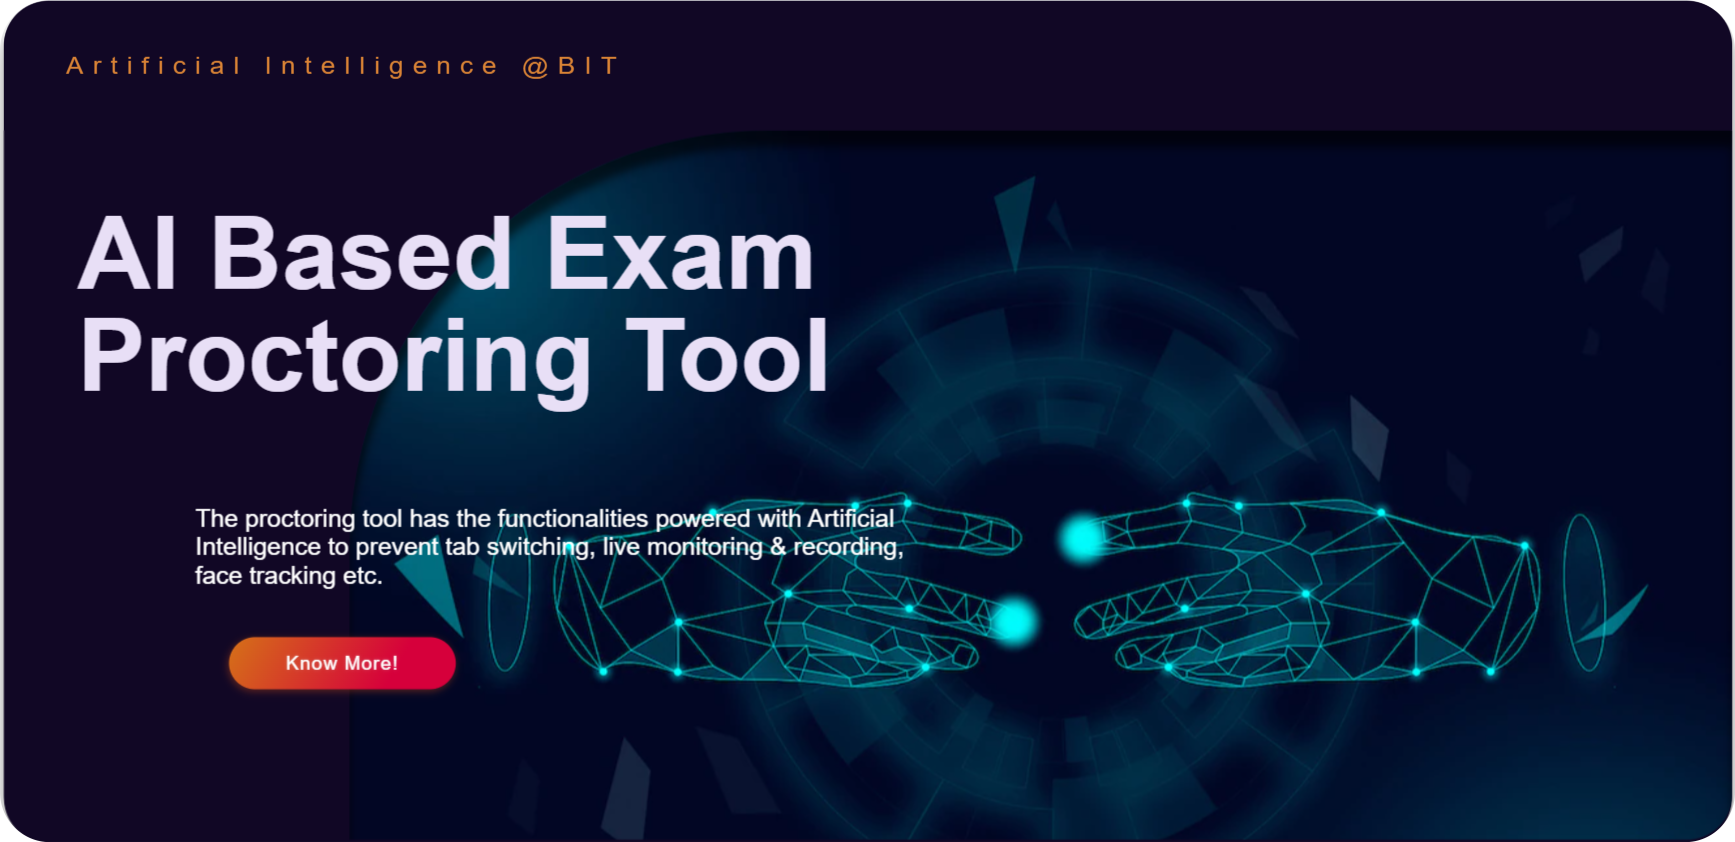 Artificial Intelligence @BIT
AI Based Exam
Proctoring Tool
The proctoring tool has the functionalities powered with Artificial
Intelligence to prevent tab switching, live monitoring & recording,
face tracking etc.
Know More!